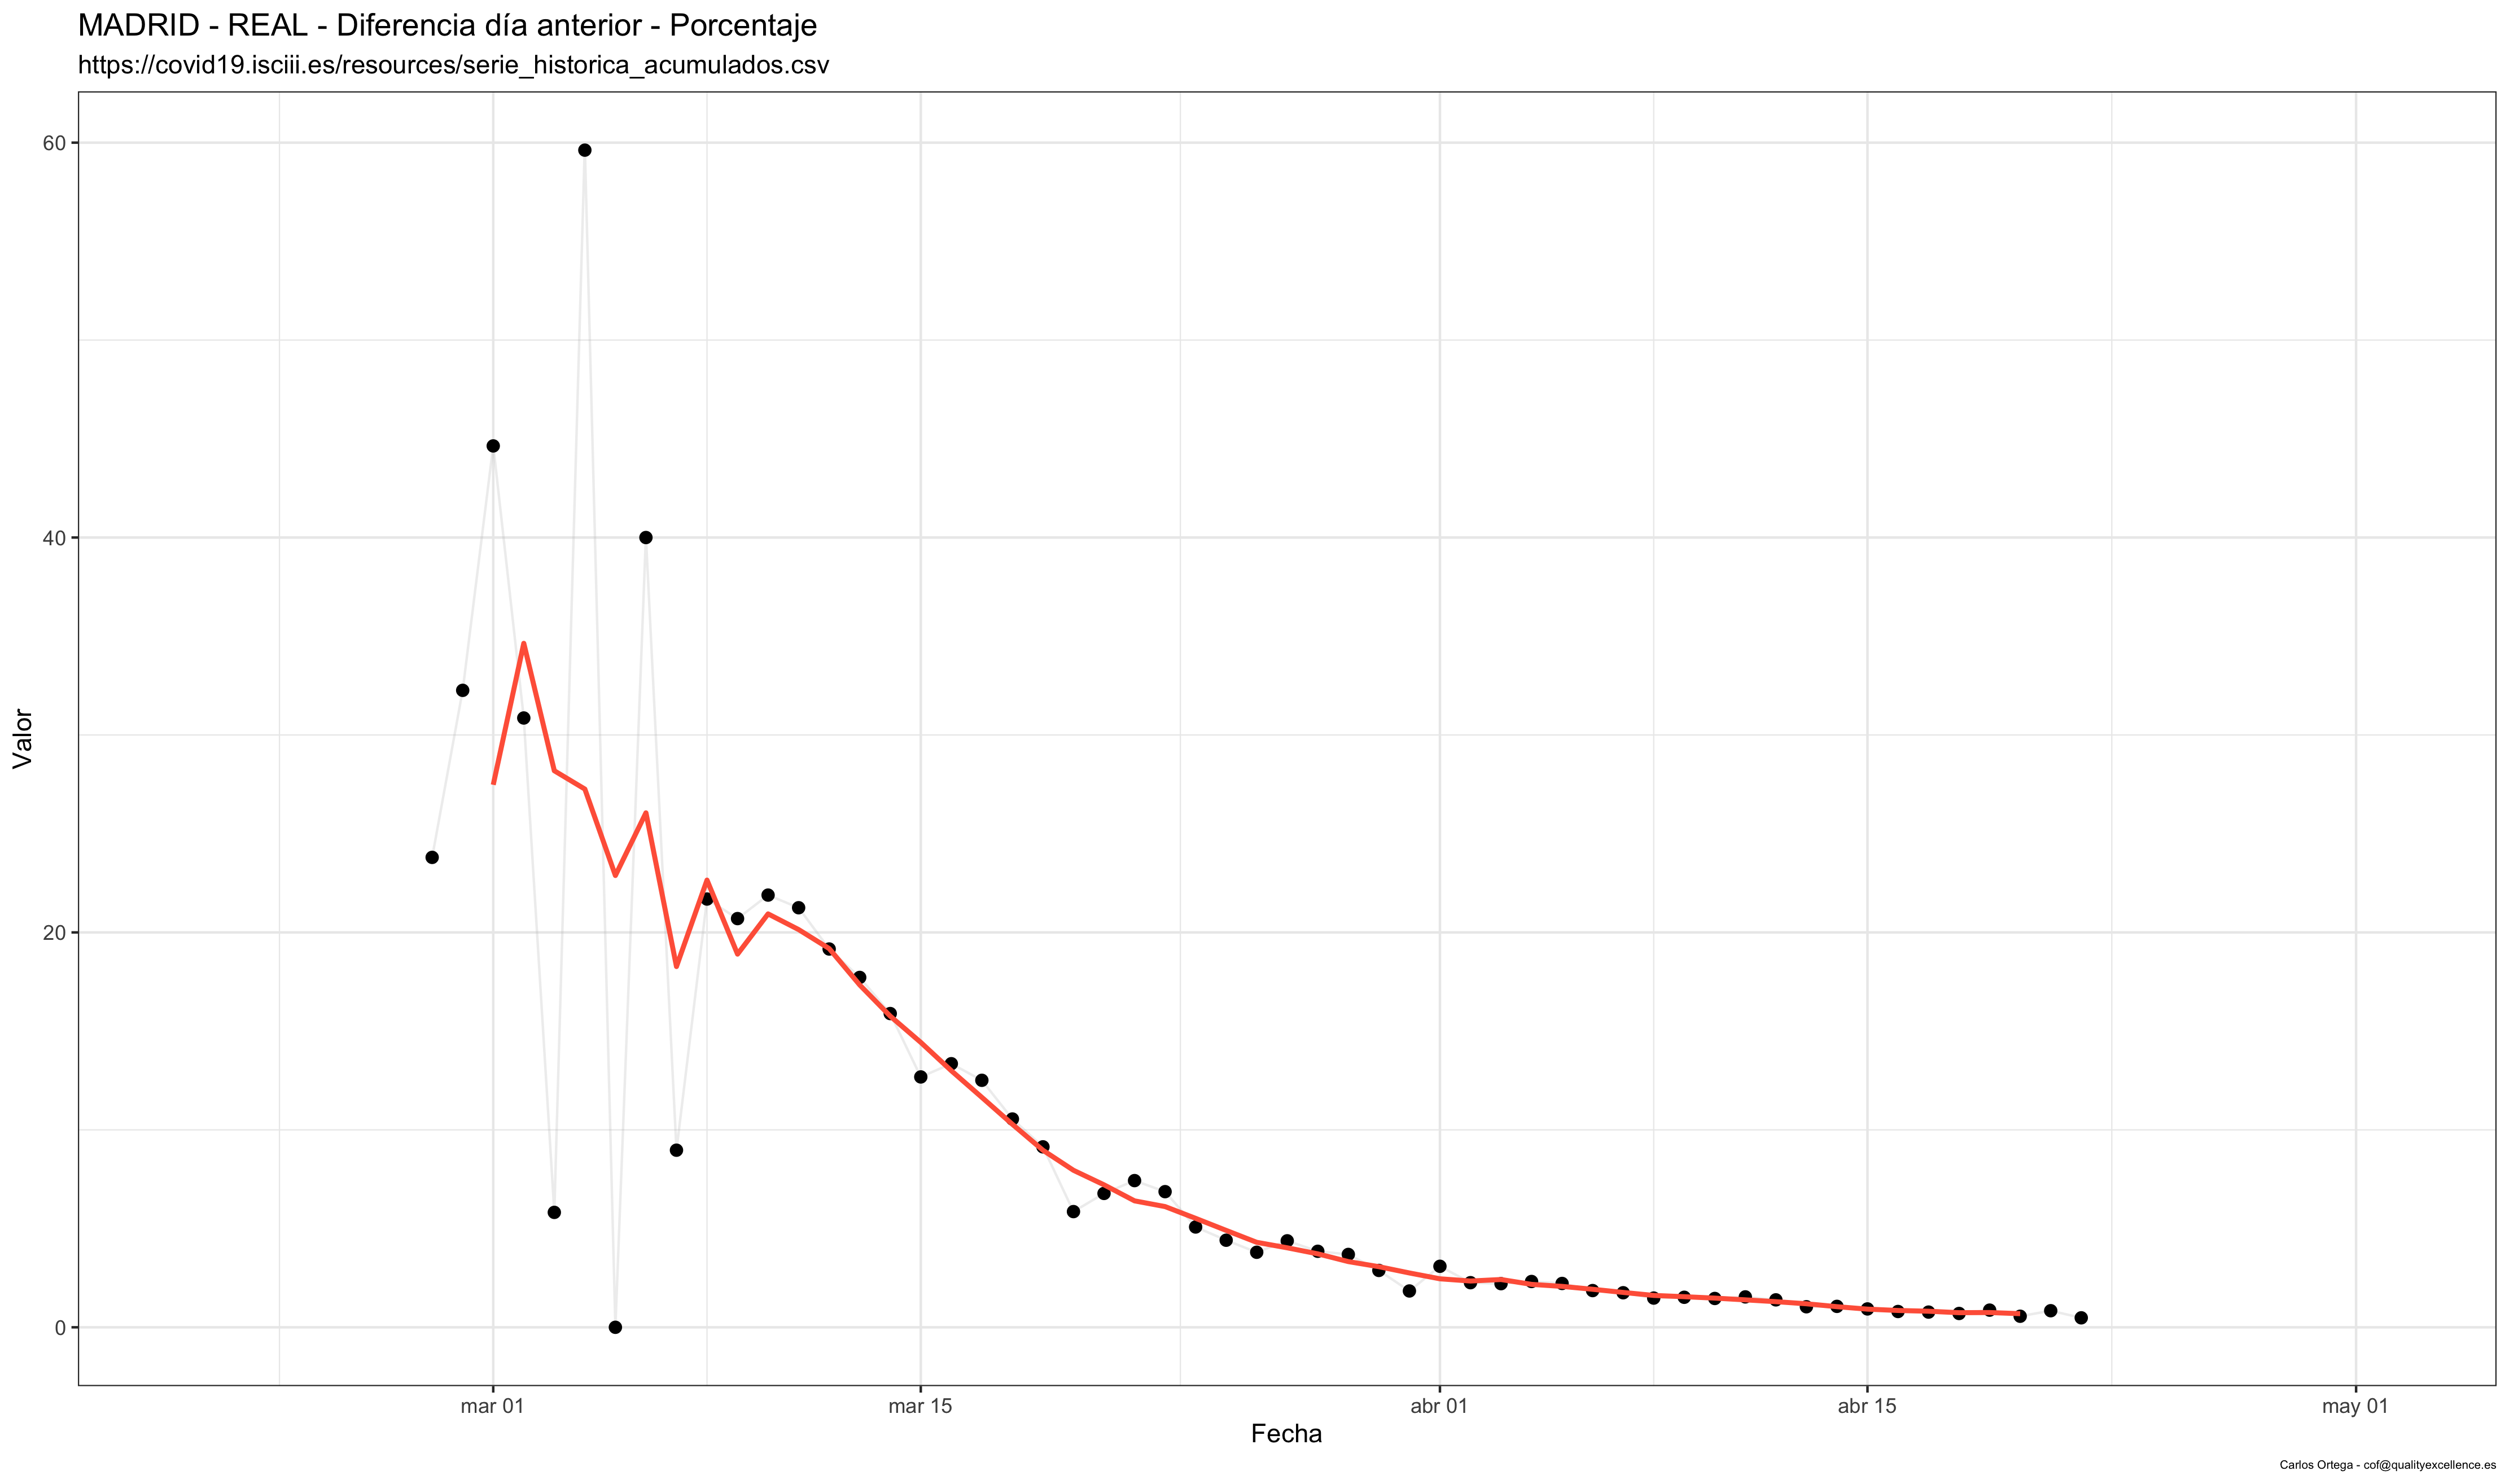 MADRID - REAL - Diferencia día anterior - Porcentaje
https://covid19.isciii.es/resources/serie_historica_acumulados.csv
60
40
20
0
Valor
mar 01
mar 15
abr 01
abr 15
may 01
Fecha
Carlos Ortega - cof@qualityexcellence.es